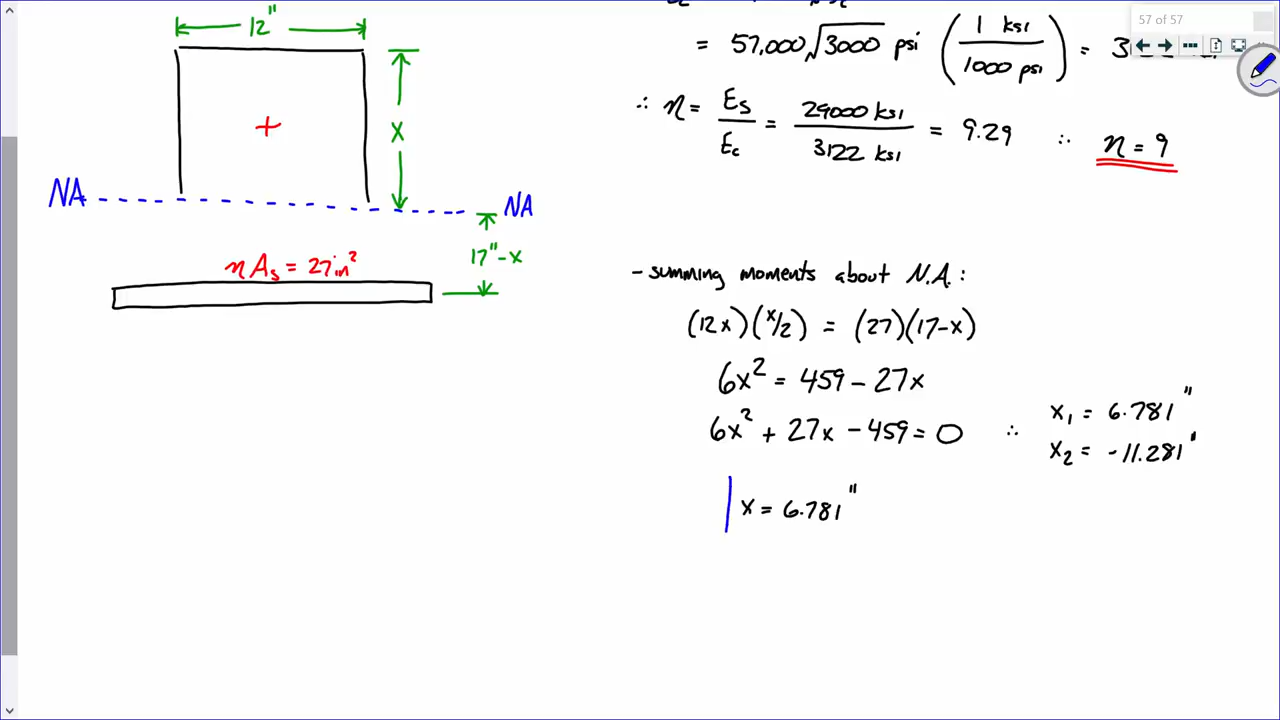 12"
X
NA NA
17"-x
nAs = 27in²
57 of 57
= 57,000√3000 psi (1 ksi / 1000 psi) =
∴ n = Es/Ec = 29000 ksi / 3122 ksi = 9.29 ∴ n = 9
- summing moments about N.A.:
(12x)(x/2) = (27)(17-x)
6x² = 459 - 27x
6x² + 27x - 459 = 0 ∴ x₁ = 6.781"
x₂ = -11.281"
x = 6.781"